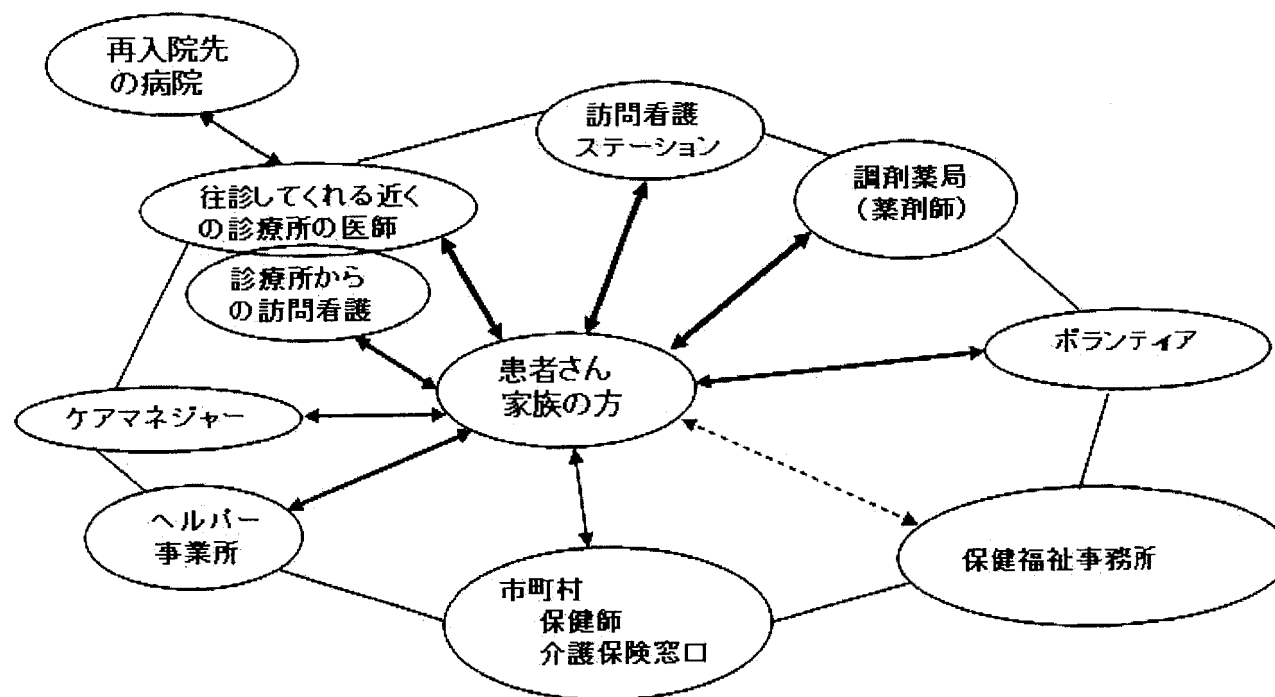 再入院先
の病院
訪問看護
ステーション
調剤薬局
(薬剤師)
往診してくれる近く
の診療所の医師
診療所から
の訪問看護
ボランティア
患者さん
家族の方
ケアマネジャー
ヘルパー
事業所
市町村
保健師
介護保険窓口
保健福祉事務所